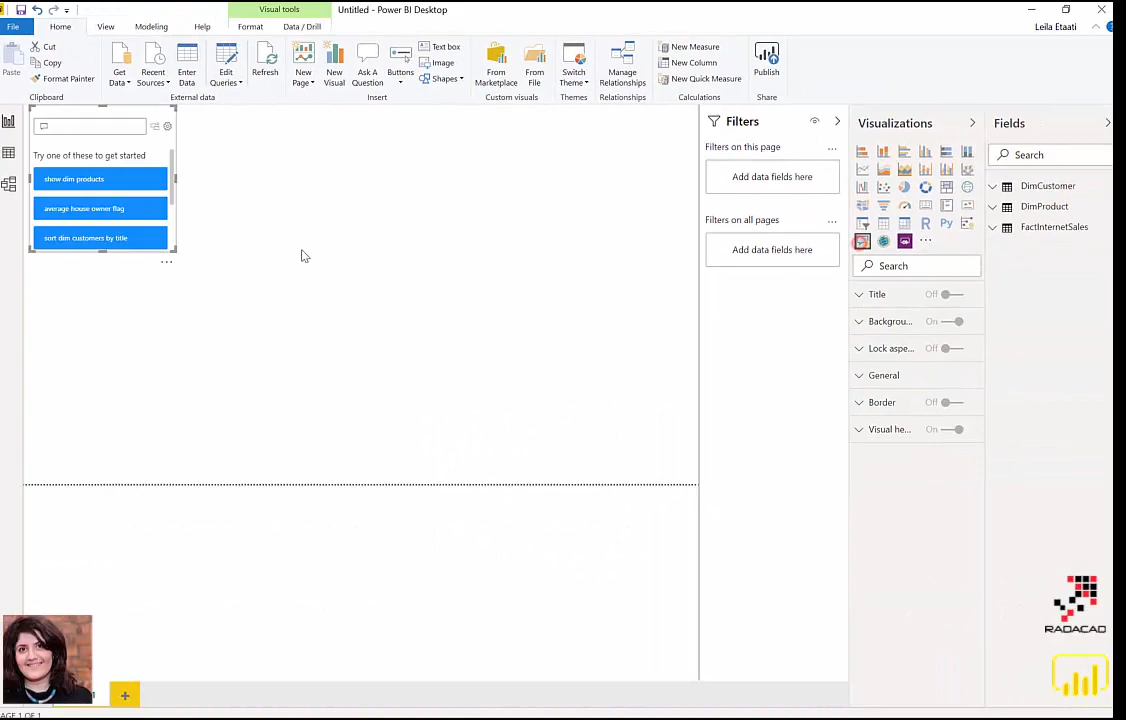 Visual tools
Untitled - Power BI Desktop
File
Home
View
Modeling
Help
Format
Data / Drill
Leila Etaati
Paste
Cut
Copy
Format Painter
Clipboard
Get Data
Recent Sources
Enter Data
Edit Queries
Refresh
External data
New Page
New Visual
Ask A Question
Buttons
Text box
Image
Shapes
Insert
From Marketplace
From File
Custom visuals
Switch Theme
Themes
Manage Relationships
Relationships
New Measure
New Column
New Quick Measure
Calculations
Publish
Share
Try one of these to get started
show dim products
average house owner flag
sort dim customers by title
Filters
Filters on this page
...
Add data fields here
Filters on all pages
...
Add data fields here
Visualizations
R
Py
Search
Title Off
Backgrou... On
Lock aspe... Off
General
Border Off
Visual he... On
Fields
Search
DimCustomer
DimProduct
FactInternetSales
RADACAD
AGE 1 OF 1